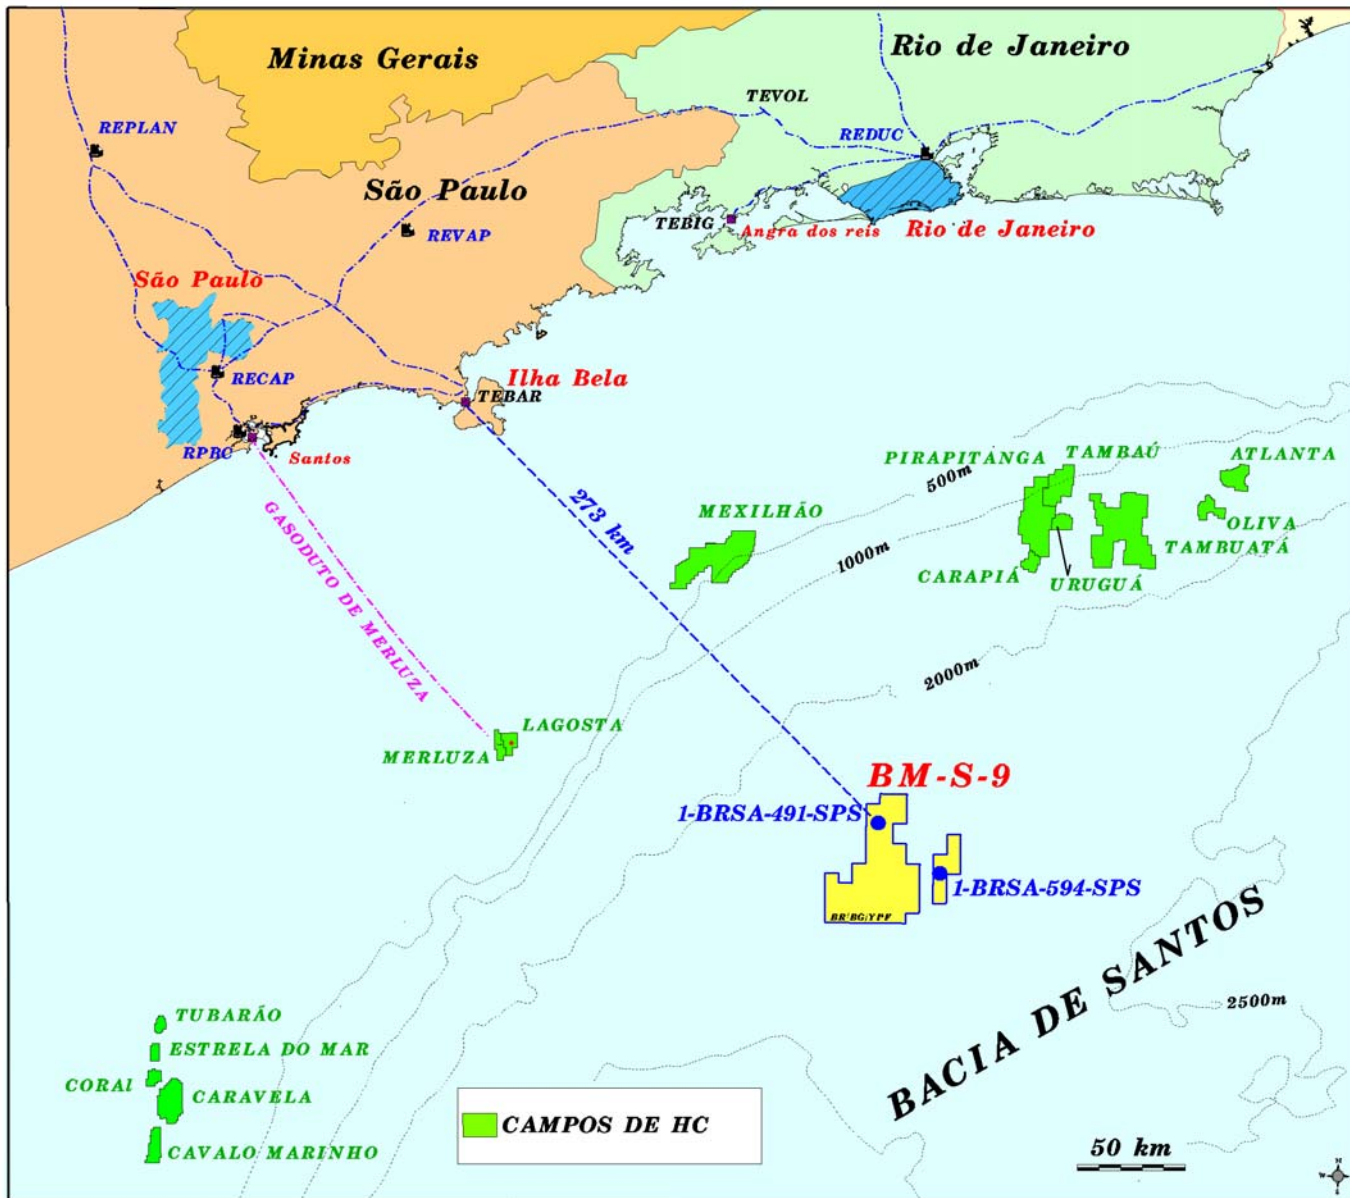 Minas Gerais
Rio de Janeiro
TEVOL
REPLAN
REDUC
São Paulo
REVAP
TEBIG
Angra dos reis
Rio de Janeiro
São Paulo
RECAP
Ilha Bela
TEBAR
RPBC
Santos
PIRAPITANGA
TAMBAÚ
ATLANTA
500m
273 km
MEXILHÃO
OLIVA
GASODUTO DE MERLUZA
1000m
TAMBUATÁ
CARAPIÁ
URUGUÁ
2000m
LAGOSTA
MERLUZA
BM-S-9
1-BRSA-491-SPS
1-BRSA-594-SPS
BR/BG/YPF
BACIA DE SANTOS
2500m
TUBARÃO
ESTRELA DO MAR
CORAl
CARAVELA
CAVALO MARINHO
CAMPOS DE HC
50 km